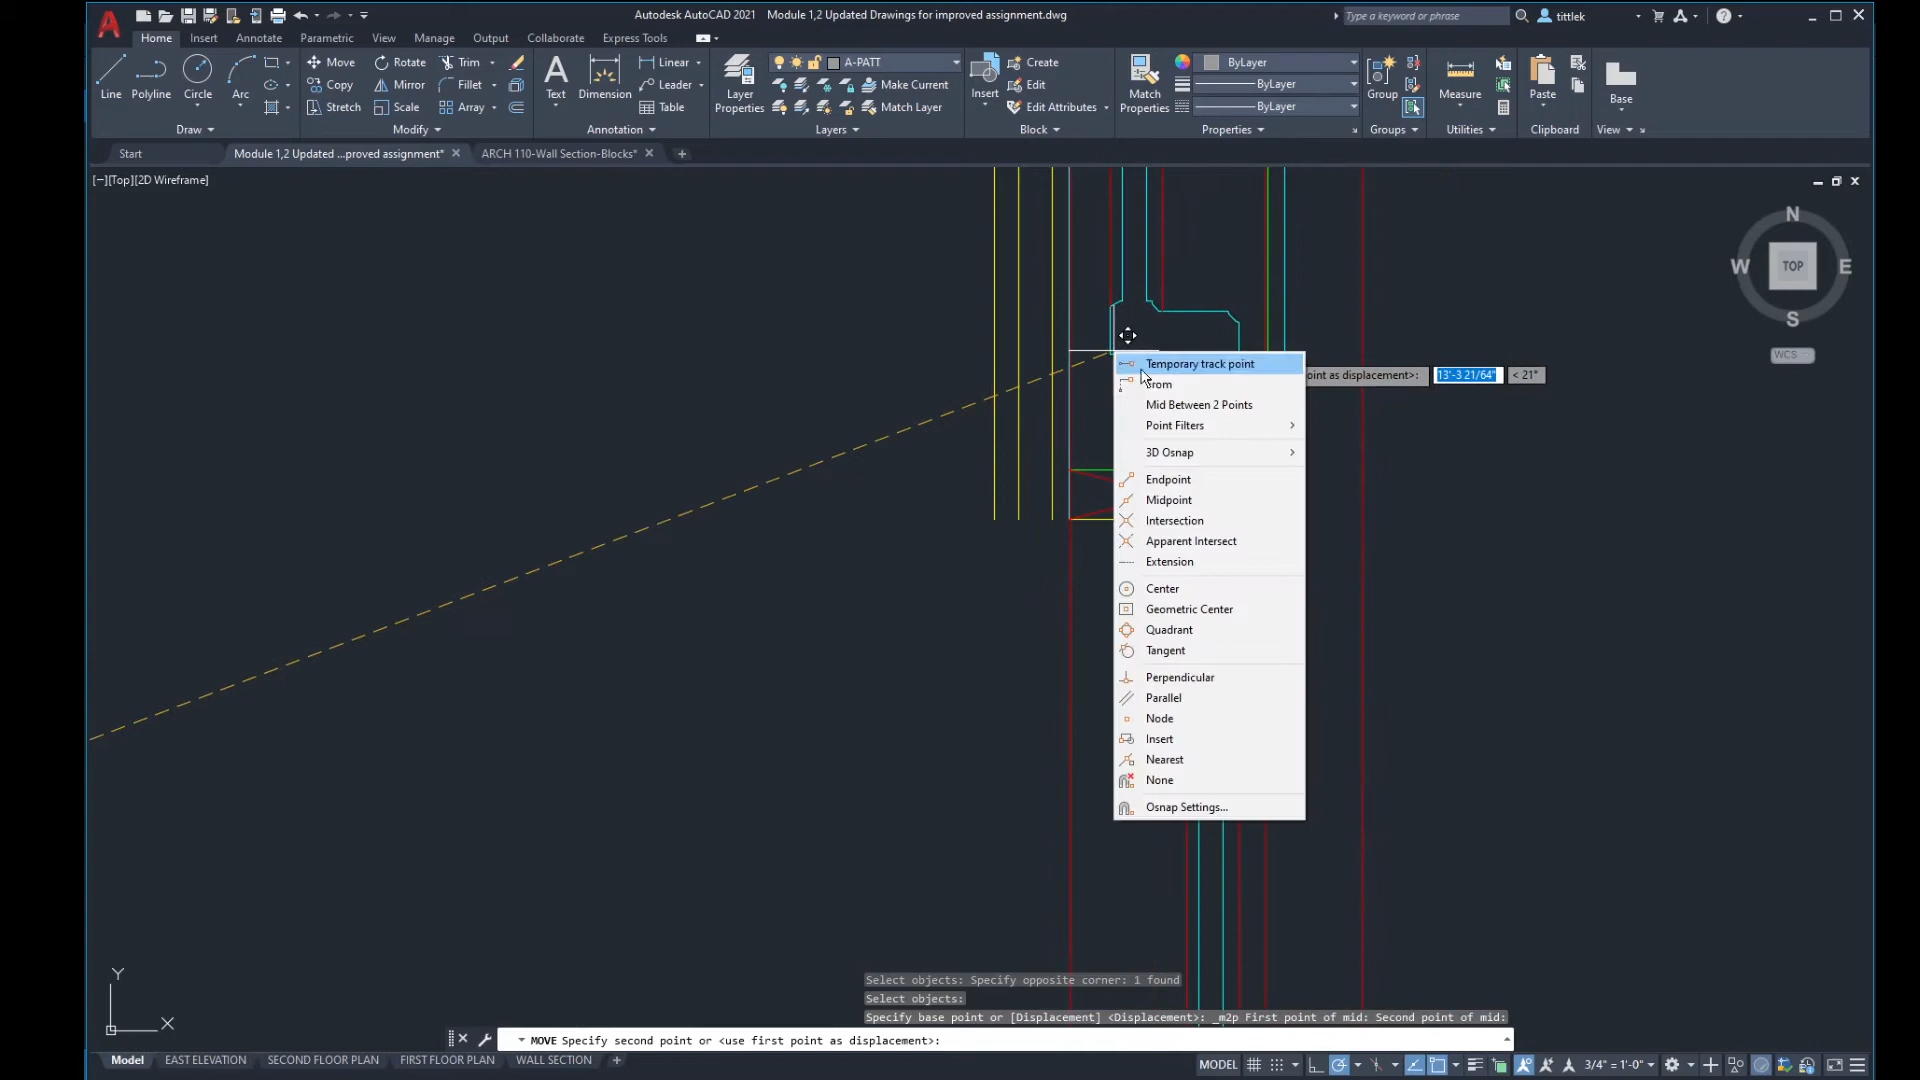 Autodesk AutoCAD 2021 Module 1,2 Updated Drawings for improved assignment.dwg
Type a keyword or phrase
tittlek
Home Insert Annotate Parametric View Manage Output Collaborate Express Tools
Line Polyline Circle Arc
Move Rotate Trim
Copy Mirror Fillet
Stretch Scale Array
Text Dimension
Linear
Leader
Table
Layer
Properties
A-PATT
Make Current
Match Layer
Insert
Create
Edit
Edit Attributes
Match
Properties
ByLayer
ByLayer
ByLayer
Group
Measure
Paste
Base
Draw Modify Annotation Layers Block Properties Groups Utilities Clipboard View
Start Module 1,2 Updated ...proved assignment* ARCH 110-Wall Section-Blocks*
[−][Top][2D Wireframe]
N
W TOP E
S
WCS
Temporary track point
From
Mid Between 2 Points
Point Filters
3D Osnap
Endpoint
Midpoint
Intersection
Apparent Intersect
Extension
Center
Geometric Center
Quadrant
Tangent
Perpendicular
Parallel
Node
Insert
Nearest
None
Osnap Settings...
oint as displacement>: 13'-3 21/64" < 21°
Y
X
Select objects: Specify opposite corner: 1 found
Select objects:
Specify base point or [Displacement] <Displacement>: _m2p First point of mid: Second point of mid:
MOVE Specify second point or <use first point as displacement>:
Model EAST ELEVATION SECOND FLOOR PLAN FIRST FLOOR PLAN WALL SECTION
MODEL 3/4" = 1'-0"